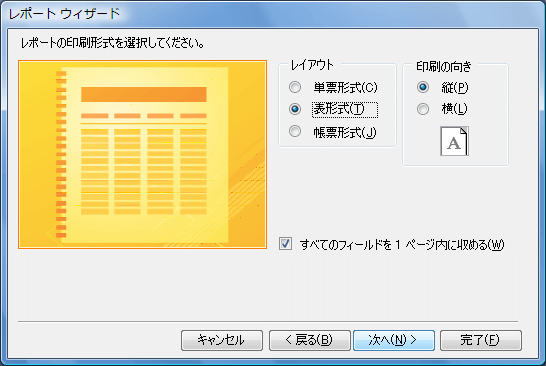 レポート ウィザード
レポートの印刷形式を選択してください。
レイアウト
単票形式(C)
表形式(T)
帳票形式(J)
印刷の向き
縦(P)
横(L)
A
すべてのフィールドを 1 ページ内に収める(W)
キャンセル
< 戻る(B)
次へ(N) >
完了(F)